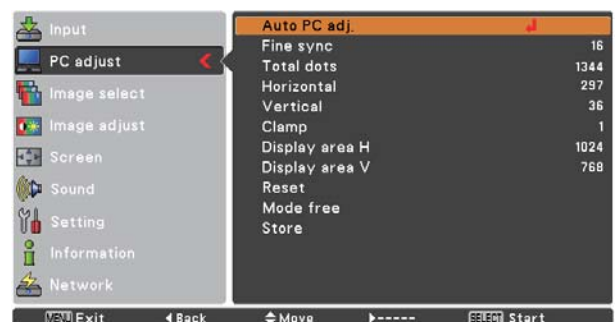 Input
PC adjust
Image select
Image adjust
Screen
Sound
Setting
Information
Network
Auto PC adj.
Fine sync 16
Total dots 1344
Horizontal 297
Vertical 36
Clamp 1
Display area H 1024
Display area V 768
Reset
Mode free
Store
MENU Exit ◀Back ◆Move ▶----- SELECT Start